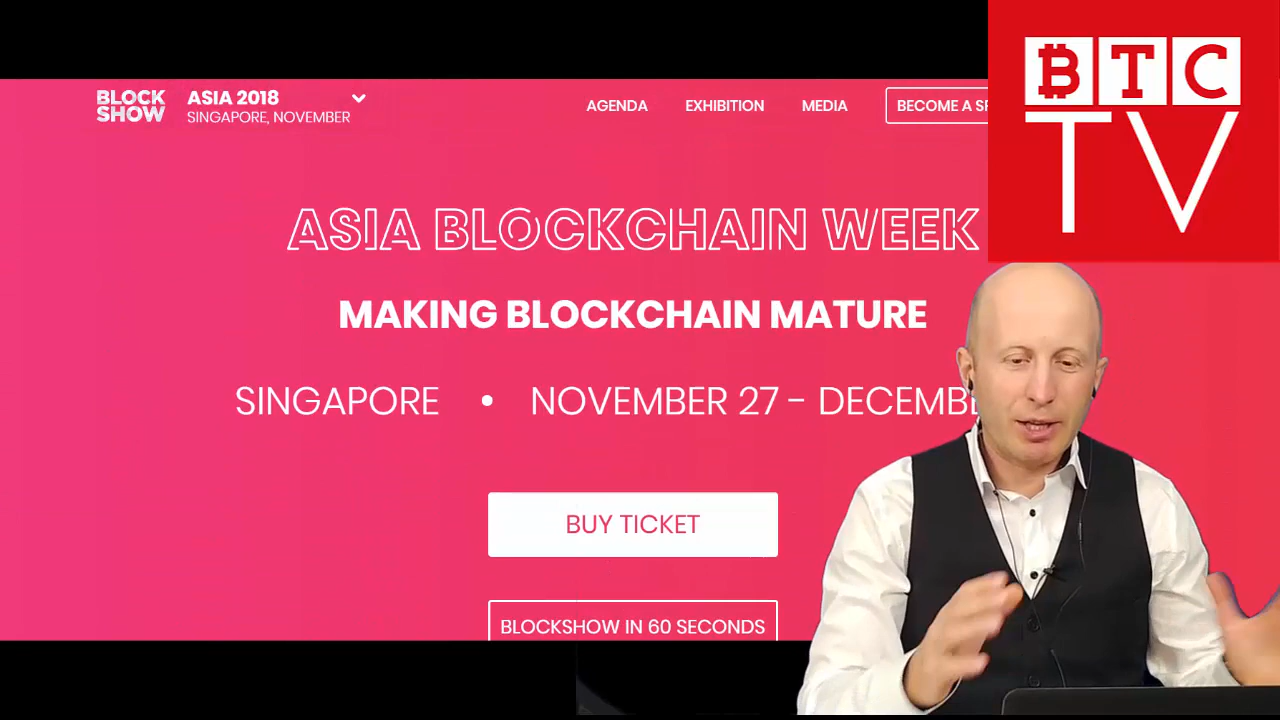 BLOCK
SHOW
ASIA 2018
SINGAPORE, NOVEMBER
AGENDA
EXHIBITION
MEDIA
BECOME A
BTC
TV
ASIA BLOCKCHAIN WEEK
MAKING BLOCKCHAIN MATURE
SINGAPORE • NOVEMBER 27 -
BUY TICKET
BLOCKSHOW IN 60 SECONDS